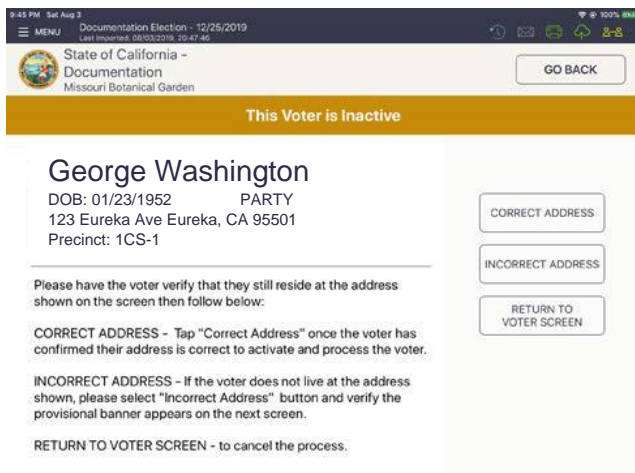 9:45 PM Sat Aug 3
100%
MENU
Documentation Election - 12/25/2019
Last Imported: 08/03/2019, 20:47:46
State of California -
Documentation
Missouri Botanical Garden
GO BACK
This Voter is Inactive
George Washington
DOB: 01/23/1952 PARTY
123 Eureka Ave Eureka, CA 95501
Precinct: 1CS-1
CORRECT ADDRESS
INCORRECT ADDRESS
RETURN TO
VOTER SCREEN
Please have the voter verify that they still reside at the address
shown on the screen then follow below:
CORRECT ADDRESS - Tap "Correct Address" once the voter has
confirmed their address is correct to activate and process the voter.
INCORRECT ADDRESS - If the voter does not live at the address
shown, please select "Incorrect Address" button and verify the
provisional banner appears on the next screen.
RETURN TO VOTER SCREEN - to cancel the process.